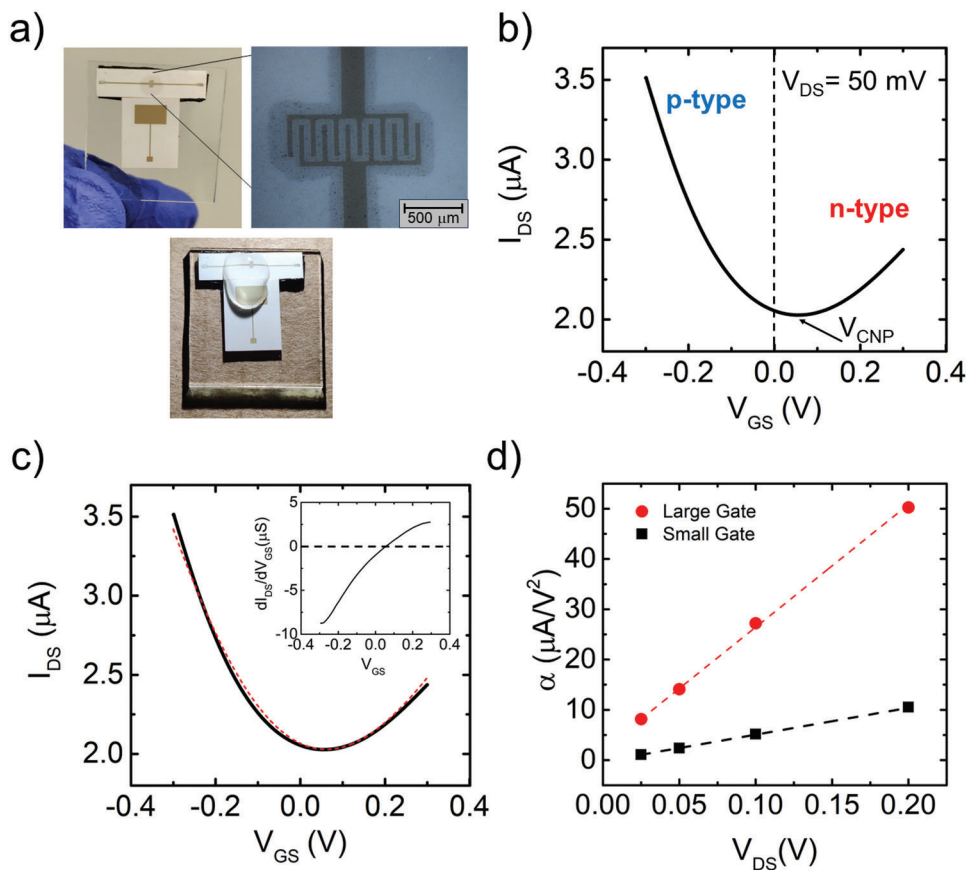 a)
500 μm
b)
3.5
3.0
2.5
2.0
-0.4
-0.2
0.0
0.2
0.4
I_DS (μA)
V_GS (V)
p-type
V_DS= 50 mV
n-type
V_CNP
c)
3.5
3.0
2.5
2.0
-0.4
-0.2
0.0
0.2
0.4
I_DS (μA)
V_GS (V)
5
0
-5
-10
-0.4
-0.2
0.0
0.2
0.4
dI_DS/dV_GS(μS)
V_GS
d)
50
40
30
20
10
0
0.00
0.05
0.10
0.15
0.20
α (μA/V²)
V_DS(V)
Large Gate
Small Gate